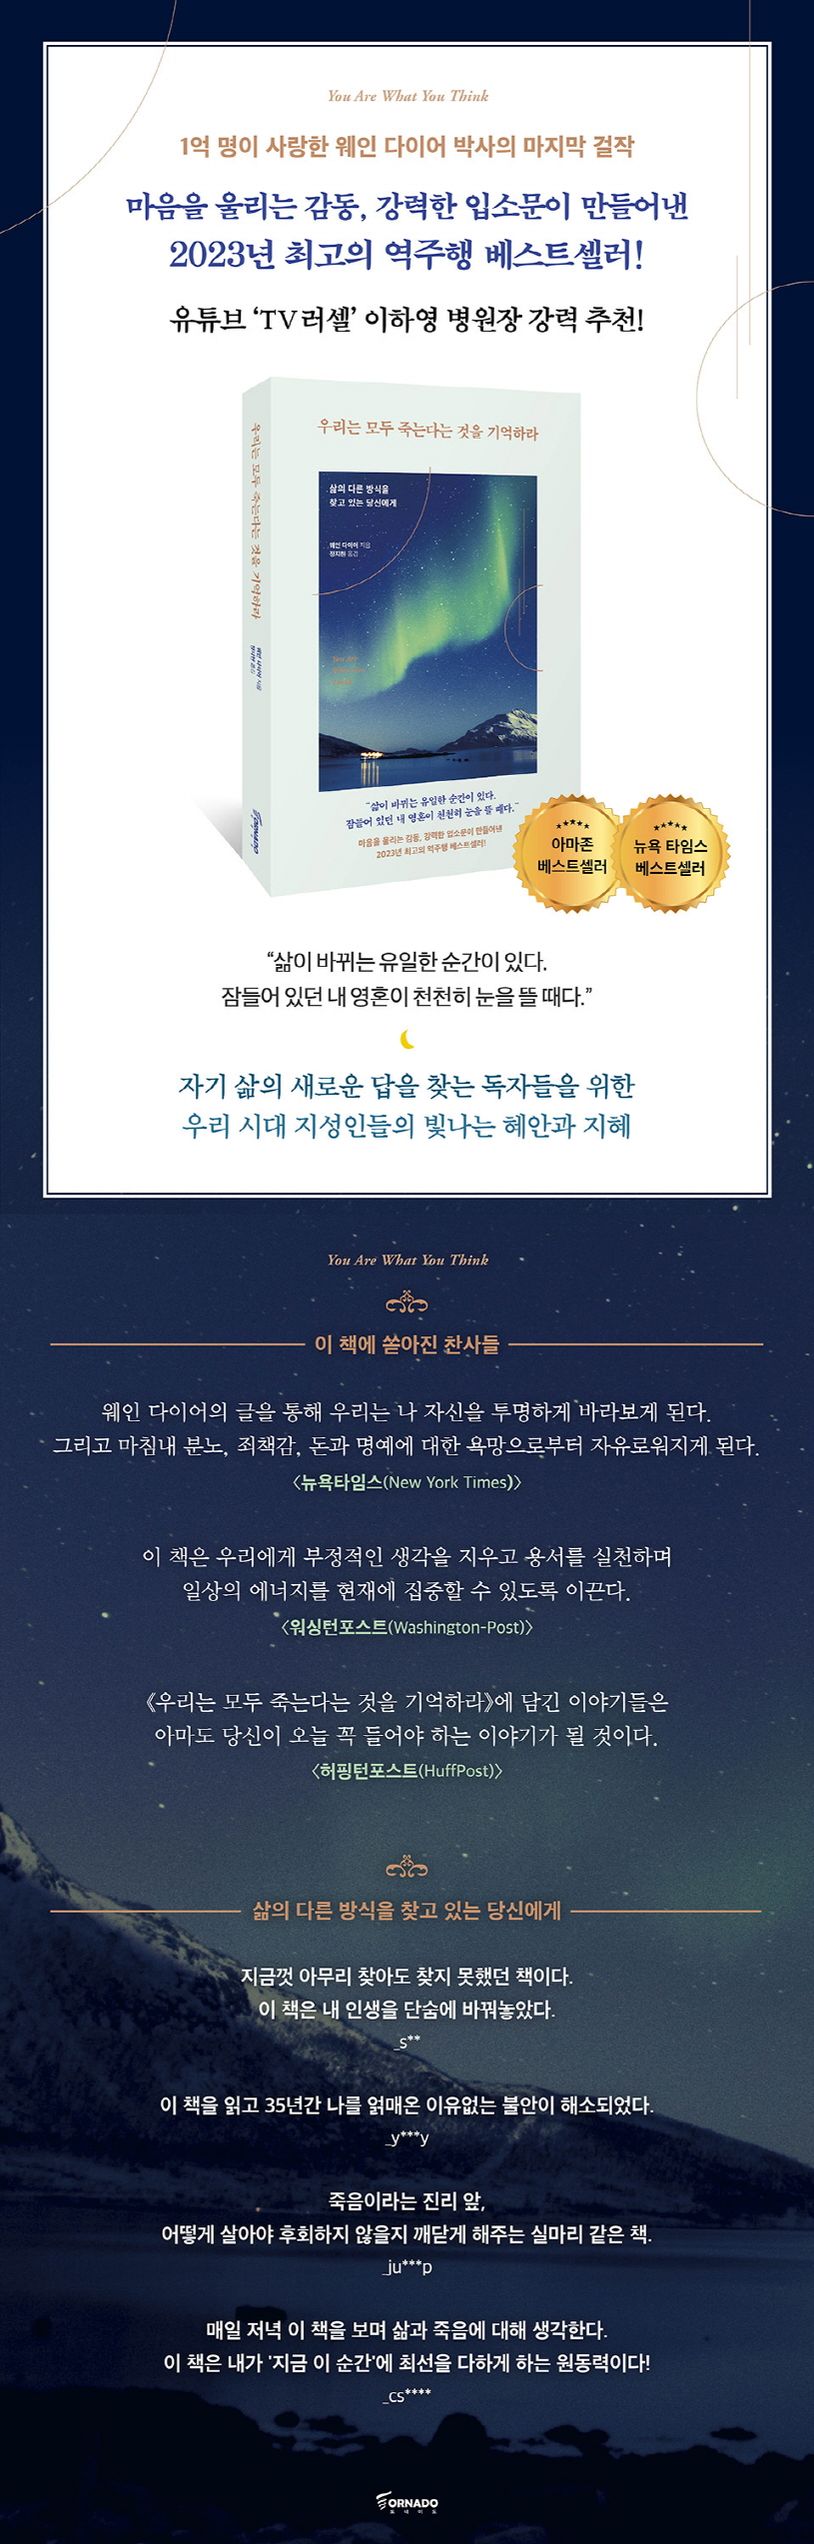 You Are What You Think
1억 명이 사랑한 웨인 다이어 박사의 마지막 걸작
마음을 울리는 감동, 강력한 입소문이 만들어낸
2023년 최고의 역주행 베스트셀러!
유튜브 ‘TV러셀’ 이하영 병원장 강력 추천!
우리는 모두 죽는다는 것을 기억하라
우리는 모두 죽는다는 것을 기억하라
삶의 다른 방식을
찾고 있는 당신에게
웨인 다이어 지음
정지현 옮김
You Are
“삶이 바뀌는 유일한 순간이 있다.
잠들어 있던 내 영혼이 천천히 눈을 뜰 때다.”
마음을 울리는 감동, 강력한 입소문이 만들어낸
2023년 최고의 역주행 베스트셀러!
TORNADO
아마존
베스트셀러
뉴욕 타임스
베스트셀러
“삶이 바뀌는 유일한 순간이 있다.
잠들어 있던 내 영혼이 천천히 눈을 뜰 때다.”
자기 삶의 새로운 답을 찾는 독자들을 위한
우리 시대 지성인들의 빛나는 혜안과 지혜
You Are What You Think
이 책에 쏟아진 찬사들
웨인 다이어의 글을 통해 우리는 나 자신을 투명하게 바라보게 된다.
그리고 마침내 분노, 죄책감, 돈과 명예에 대한 욕망으로부터 자유로워지게 된다.
〈뉴욕타임스(New York Times)〉
이 책은 우리에게 부정적인 생각을 지우고 용서를 실천하며
일상의 에너지를 현재에 집중할 수 있도록 이끈다.
〈워싱턴포스트(Washington-Post)〉
《우리는 모두 죽는다는 것을 기억하라》에 담긴 이야기들은
아마도 당신이 오늘 꼭 들어야 하는 이야기가 될 것이다.
〈허핑턴포스트(HuffPost)〉
삶의 다른 방식을 찾고 있는 당신에게
지금껏 아무리 찾아도 찾지 못했던 책이다.
이 책은 내 인생을 단숨에 바꿔놓았다.
_s**
이 책을 읽고 35년간 나를 얽매온 이유없는 불안이 해소되었다.
_y***y
죽음이라는 진리 앞,
어떻게 살아야 후회하지 않을지 깨닫게 해주는 실마리 같은 책.
_ju***p
매일 저녁 이 책을 보며 삶과 죽음에 대해 생각한다.
이 책은 내가 '지금 이 순간'에 최선을 다하게 하는 원동력이다!
_cs****
TORNADO
토네이도